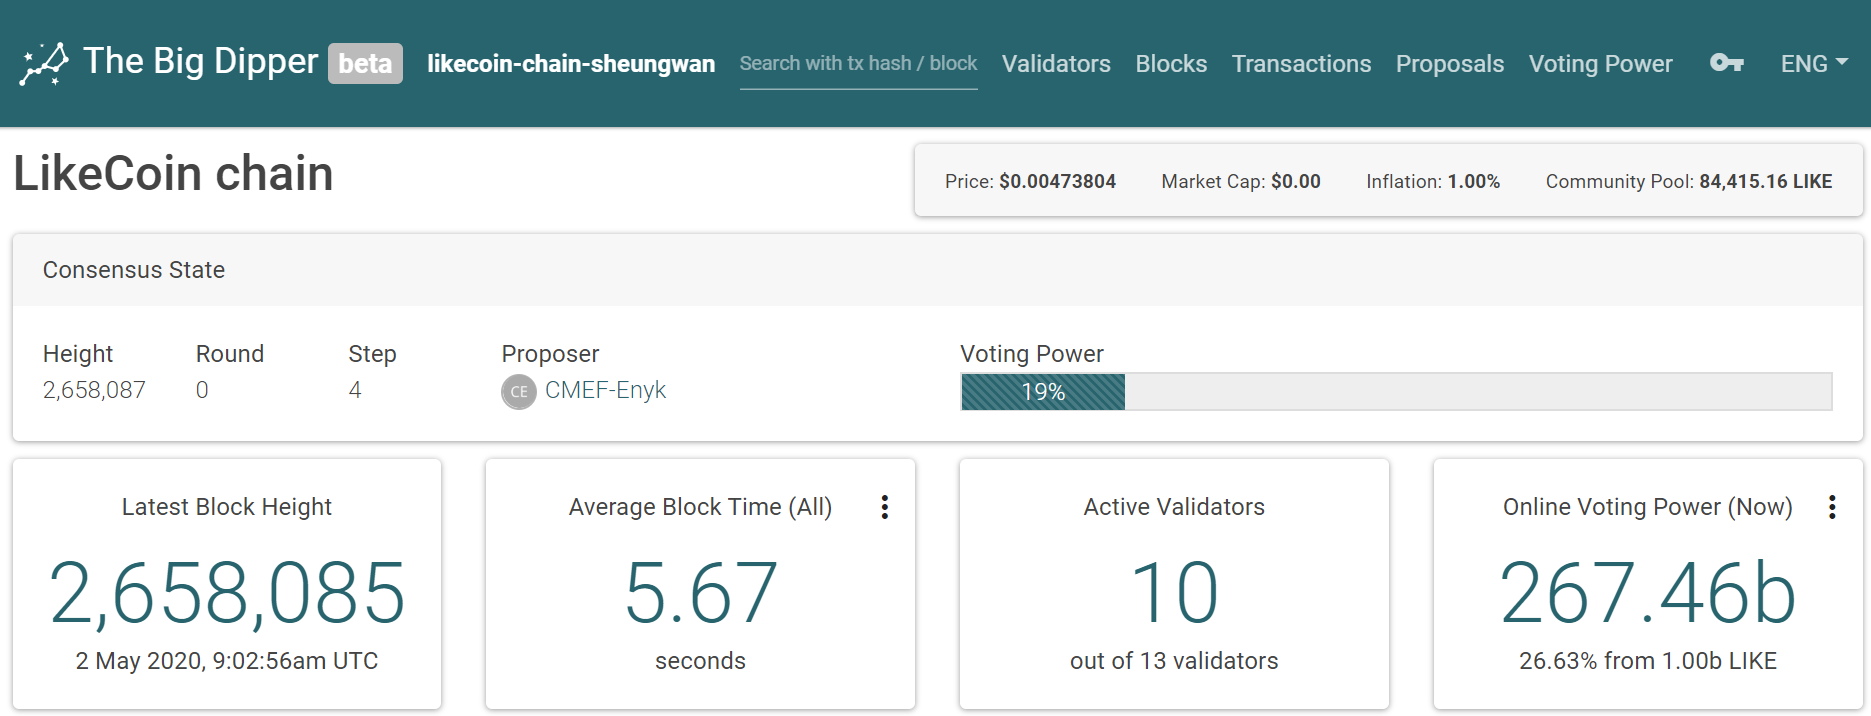 The Big Dipper beta likecoin-chain-sheungwan Search with tx hash / block Validators Blocks Transactions Proposals Voting Power ENG
LikeCoin chain
Price: $0.00473804 Market Cap: $0.00 Inflation: 1.00% Community Pool: 84,415.16 LIKE
Consensus State
Height Round Step Proposer Voting Power
2,658,087 0 4 CE CMEF-Enyk 19%
Latest Block Height
2,658,085
2 May 2020, 9:02:56am UTC
Average Block Time (All)
5.67
seconds
Active Validators
10
out of 13 validators
Online Voting Power (Now)
267.46b
26.63% from 1.00b LIKE